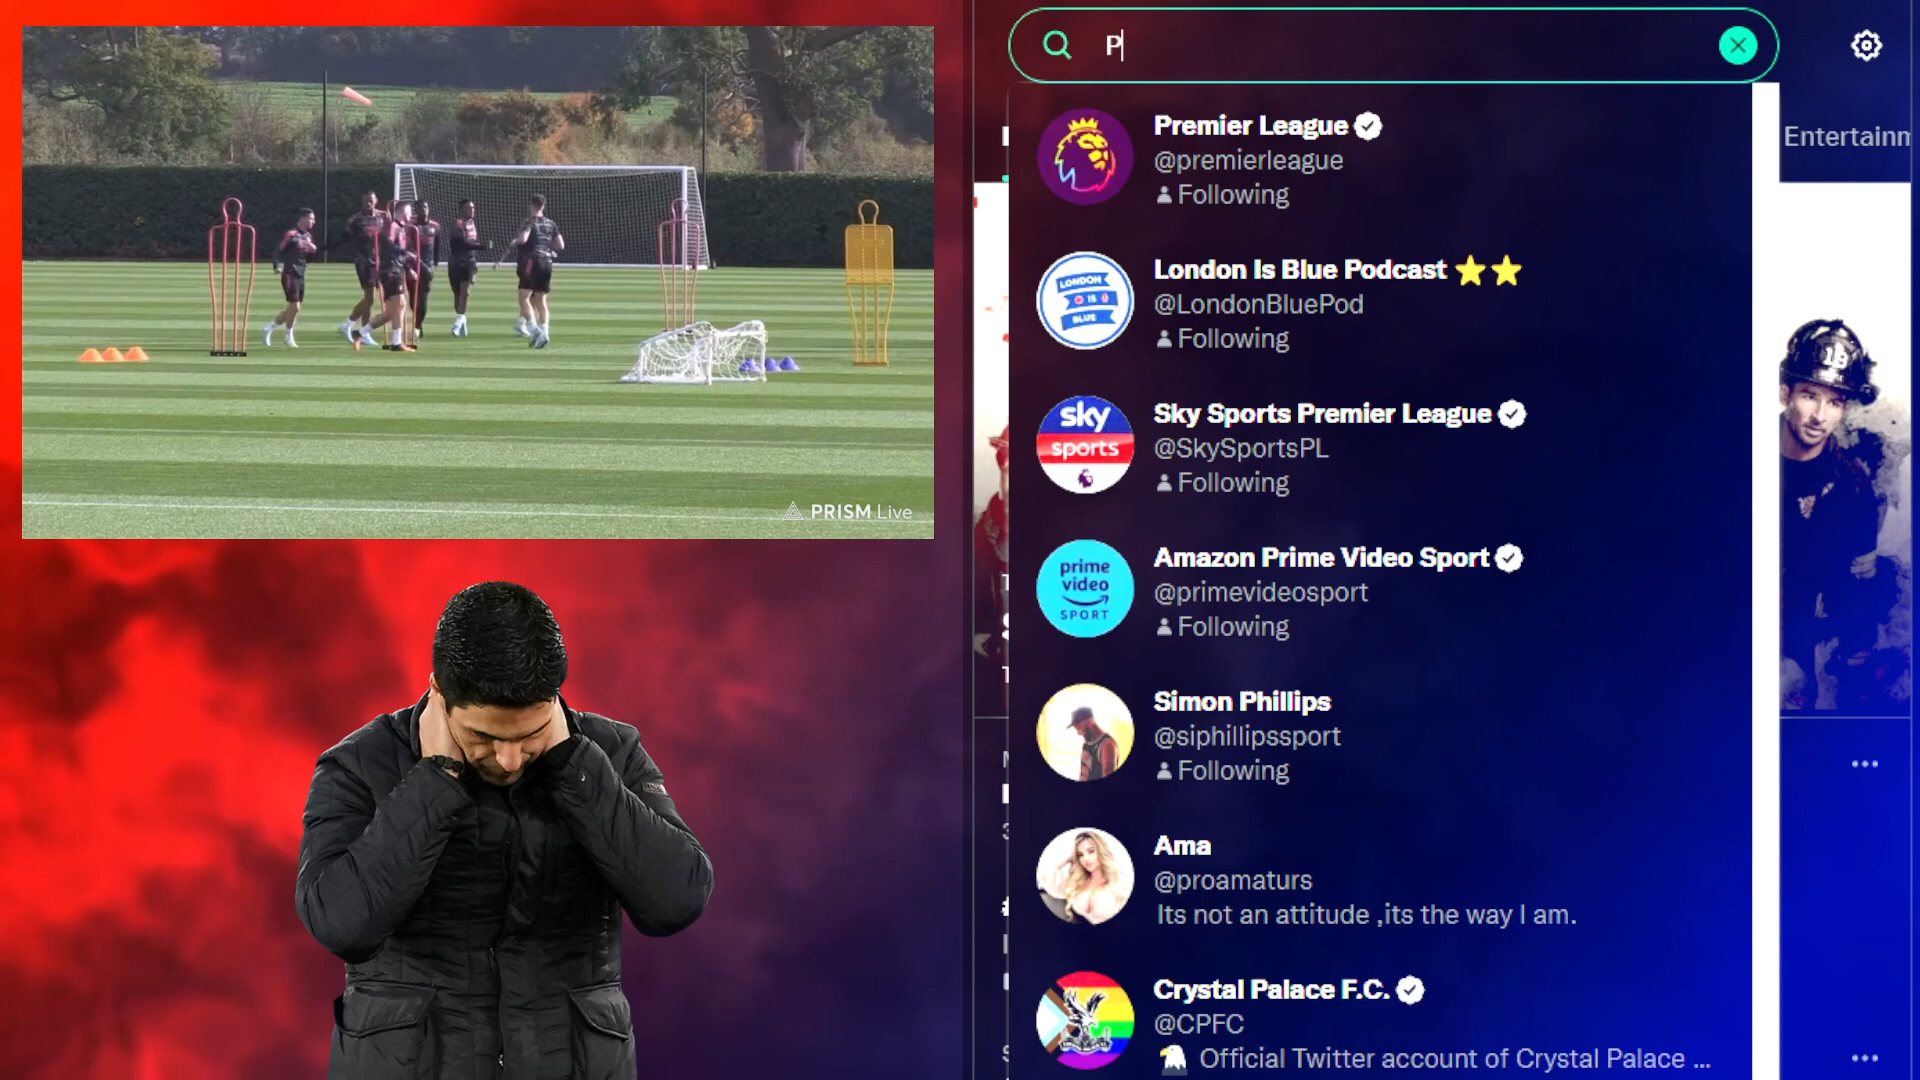 P
Entertainm
Premier League
@premierleague
Following
London Is Blue Podcast
@LondonBluePod
Following
LONDON
IS
BLUE
sky
sports
Sky Sports Premier League
@SkySportsPL
Following
prime
video
SPORT
Amazon Prime Video Sport
@primevideosport
Following
Simon Phillips
@siphillipssport
Following
Ama
@proamaturs
Its not an attitude ,its the way I am.
Crystal Palace F.C.
@CPFC
Official Twitter account of Crystal Palace ...
PRISM Live